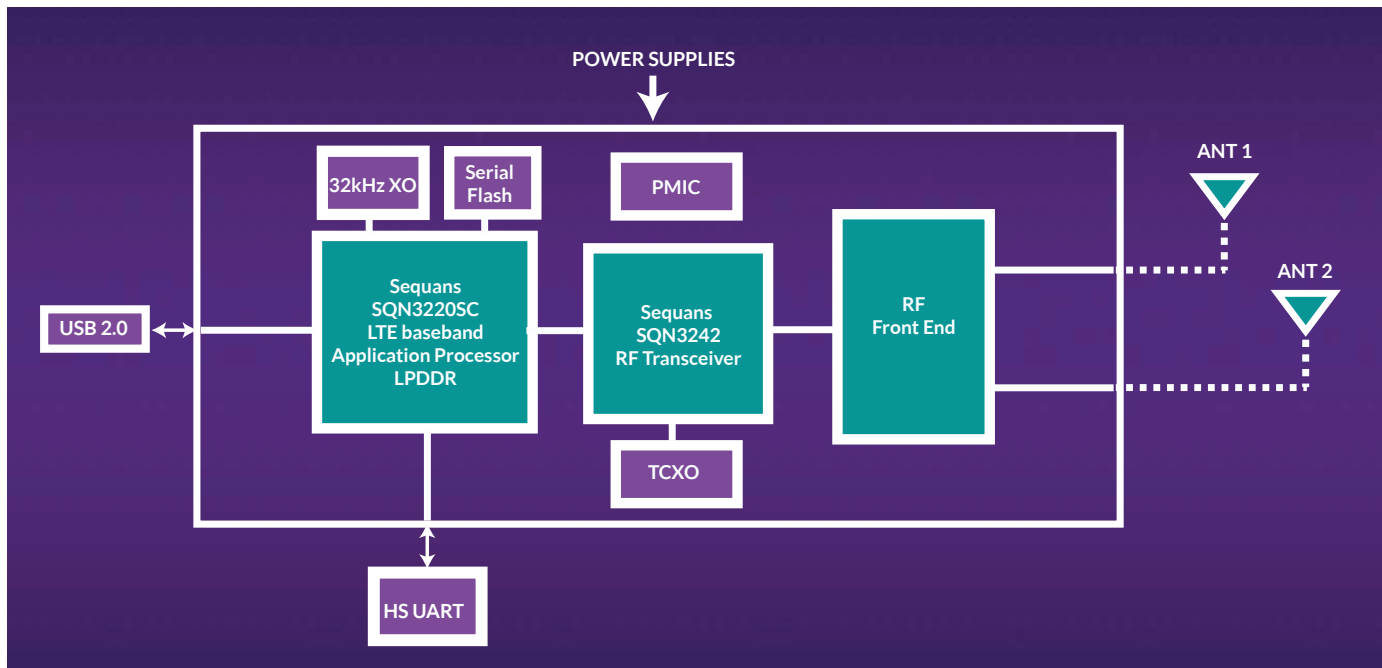 POWER SUPPLIES
ANT 1
32kHz XO
Serial
Flash
PMIC
ANT 2
USB 2.0
Sequans
SQN3220SC
LTE baseband
Application Processor
LPDDR
Sequans
SQN3242
RF Transceiver
RF
Front End
TCXO
HS UART